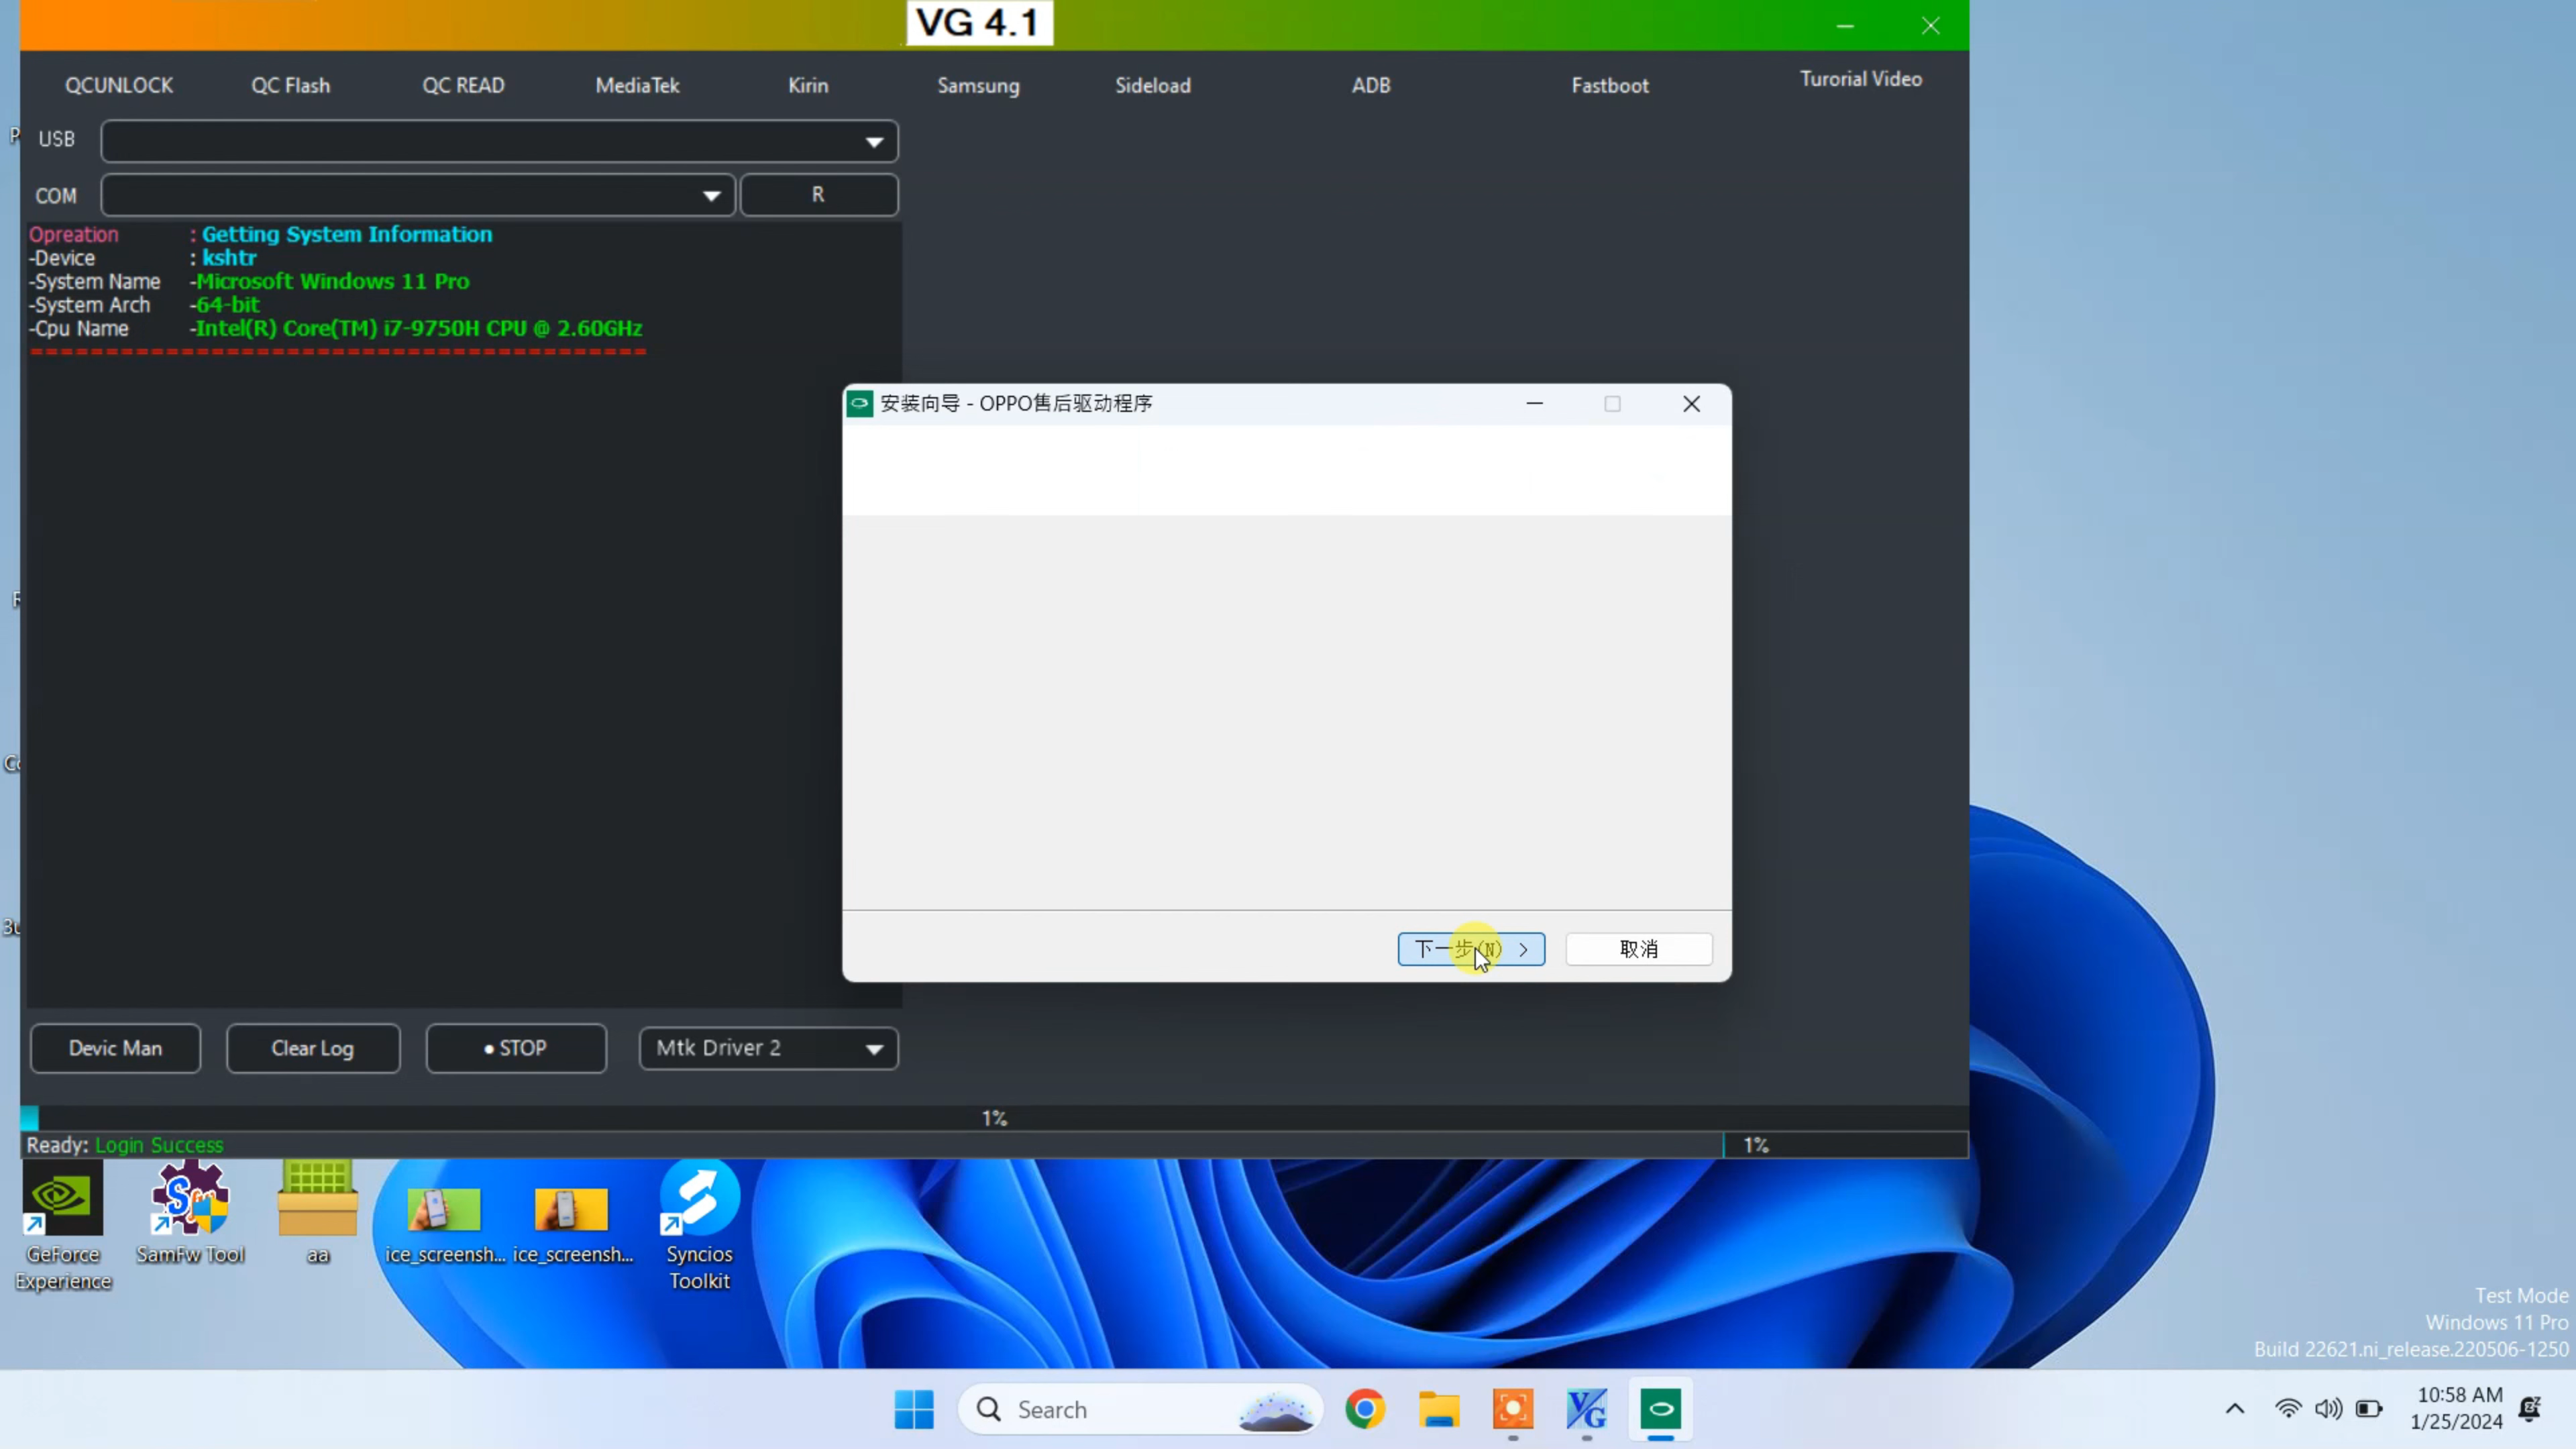 VG 4.1
QCUNLOCK QC Flash QC READ MediaTek Kirin Samsung Sideload ADB Fastboot Turorial Video
USB
COM R
Opreation : Getting System Information
-Device : kshtr
-System Name -Microsoft Windows 11 Pro
-System Arch -64-bit
-Cpu Name -Intel(R) Core(TM) i7-9750H CPU @ 2.60GHz
==========================================
安装向导 - OPPO售后驱动程序
下一步(N) >
取消
Devic Man Clear Log • STOP Mtk Driver 2
1%
Ready: Login Success 1%
GeForce Experience
SamFw Tool
aa
ice_screensh...
ice_screensh...
Syncios Toolkit
Test Mode
Windows 11 Pro
Build 22621.ni_release.220506-1250
Search
10:58 AM
1/25/2024